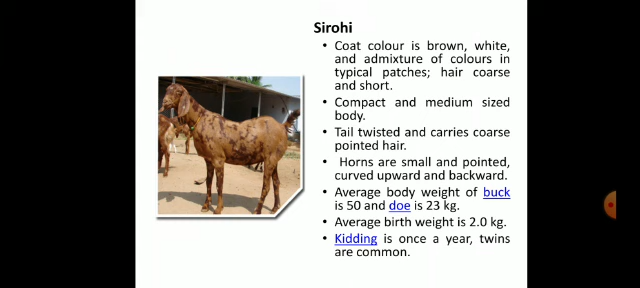 Sirohi
• Coat colour is brown, white,
and admixture of colours in
typical patches; hair coarse
and short.
• Compact and medium sized
body.
• Tail twisted and carries coarse
pointed hair.
• Horns are small and pointed,
curved upward and backward.
• Average body weight of buck
is 50 and doe is 23 kg.
• Average birth weight is 2.0 kg.
• Kidding is once a year, twins
are common.